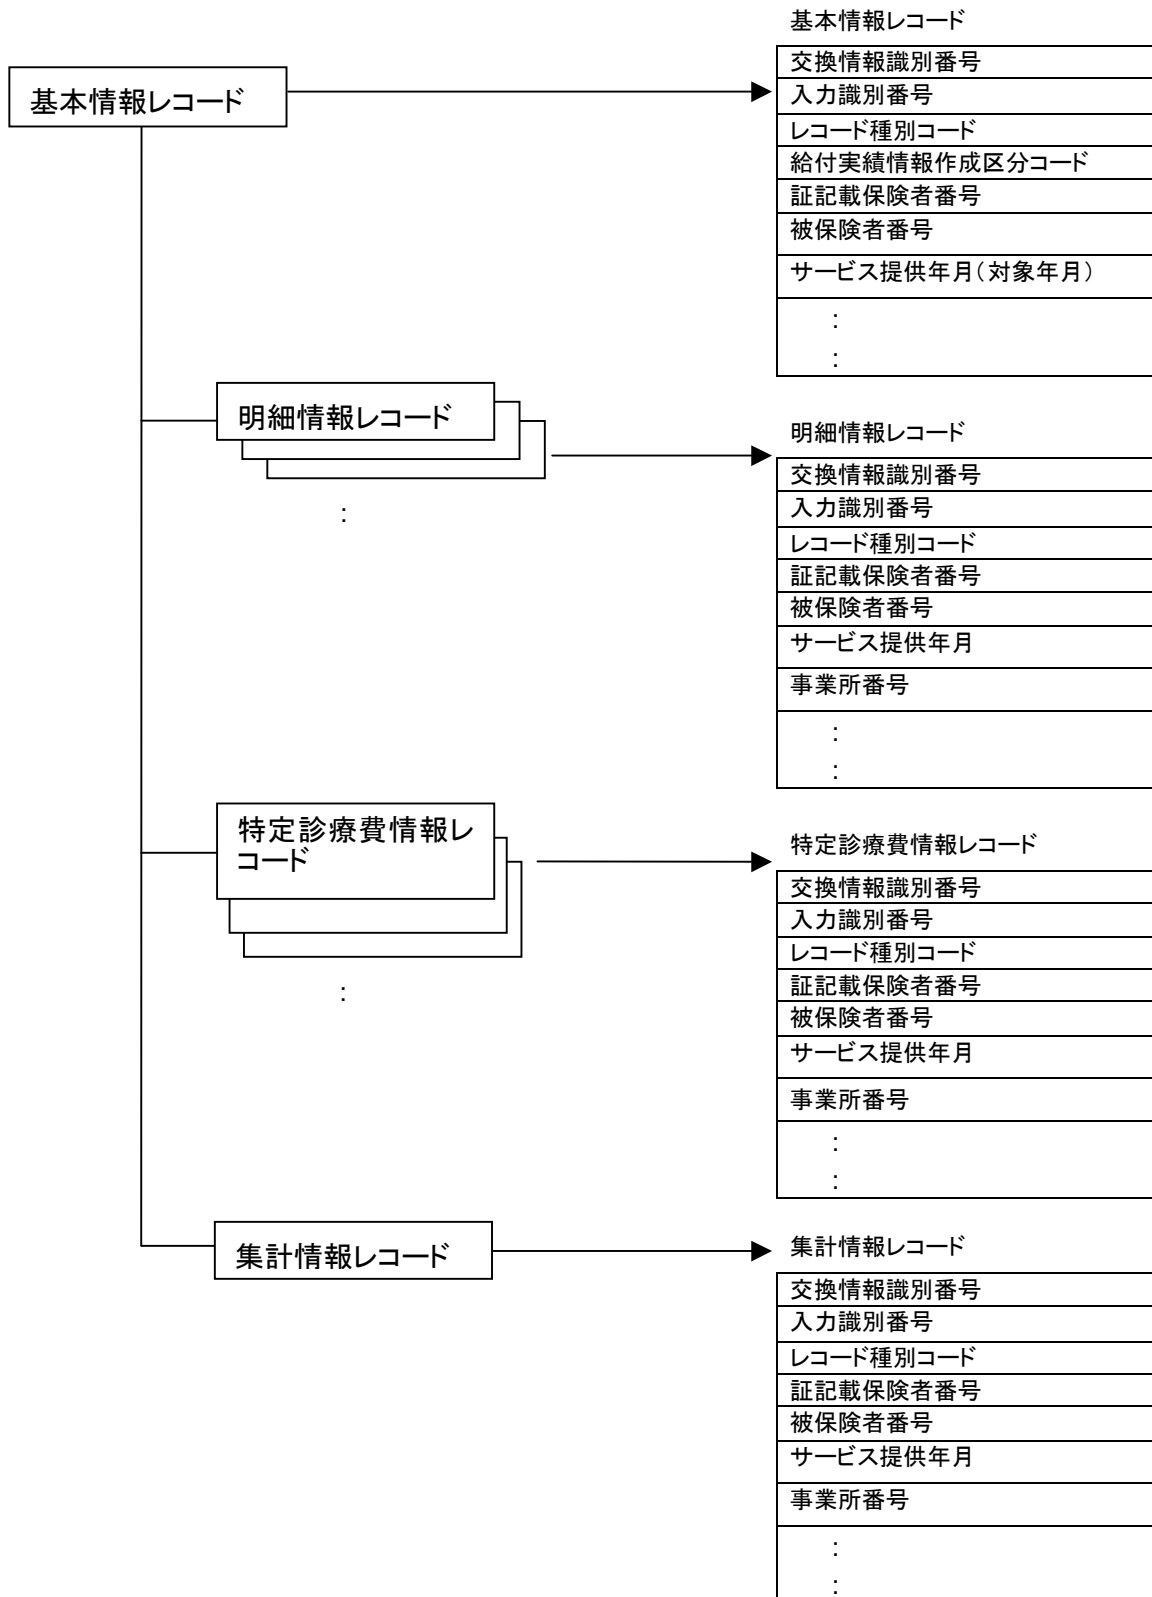 基本情報レコード
基本情報レコード
交換情報識別番号
入力識別番号
レコード種別コード
給付実績情報作成区分コード
証記載保険者番号
被保険者番号
サービス提供年月(対象年月)
:
:
明細情報レコード
:
明細情報レコード
交換情報識別番号
入力識別番号
レコード種別コード
証記載保険者番号
被保険者番号
サービス提供年月
事業所番号
:
:
特定診療費情報レ
コード
:
特定診療費情報レコード
交換情報識別番号
入力識別番号
レコード種別コード
証記載保険者番号
被保険者番号
サービス提供年月
事業所番号
:
:
集計情報レコード
集計情報レコード
交換情報識別番号
入力識別番号
レコード種別コード
証記載保険者番号
被保険者番号
サービス提供年月
事業所番号
:
: